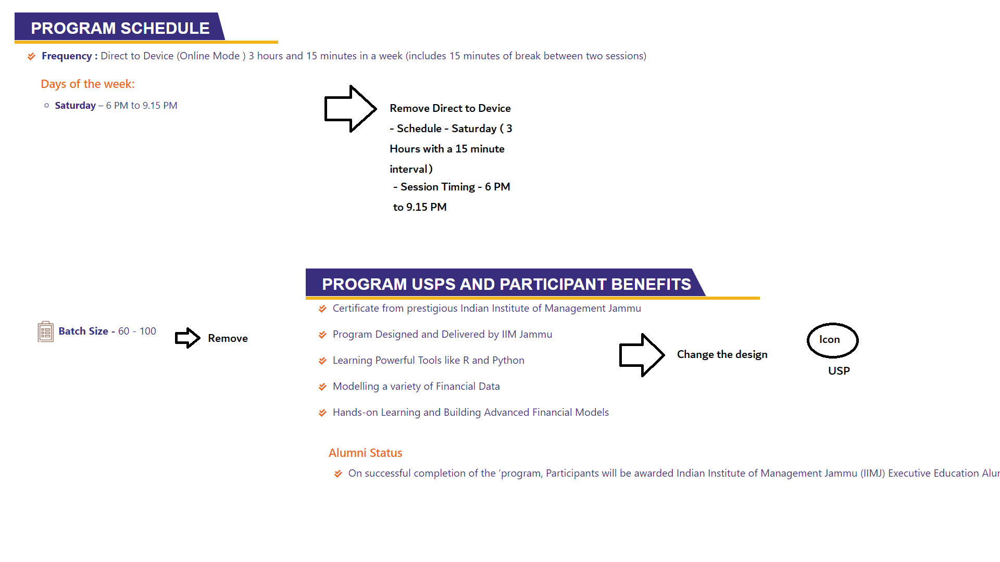 PROGRAM SCHEDULE
Frequency : Direct to Device (Online Mode ) 3 hours and 15 minutes in a week (includes 15 minutes of break between two sessions)
Days of the week:
Saturday – 6 PM to 9.15 PM
Remove Direct to Device
- Schedule - Saturday ( 3
Hours with a 15 minute
interval)
- Session Timing - 6 PM
to 9.15 PM
Batch Size - 60 - 100
Remove
PROGRAM USPS AND PARTICIPANT BENEFITS
Certificate from prestigious Indian Institute of Management Jammu
Program Designed and Delivered by IIM Jammu
Learning Powerful Tools like R and Python
Modelling a variety of Financial Data
Hands-on Learning and Building Advanced Financial Models
Change the design
Icon
USP
Alumni Status
On successful completion of the ‘program, Participants will be awarded Indian Institute of Management Jammu (IIMJ) Executive Education